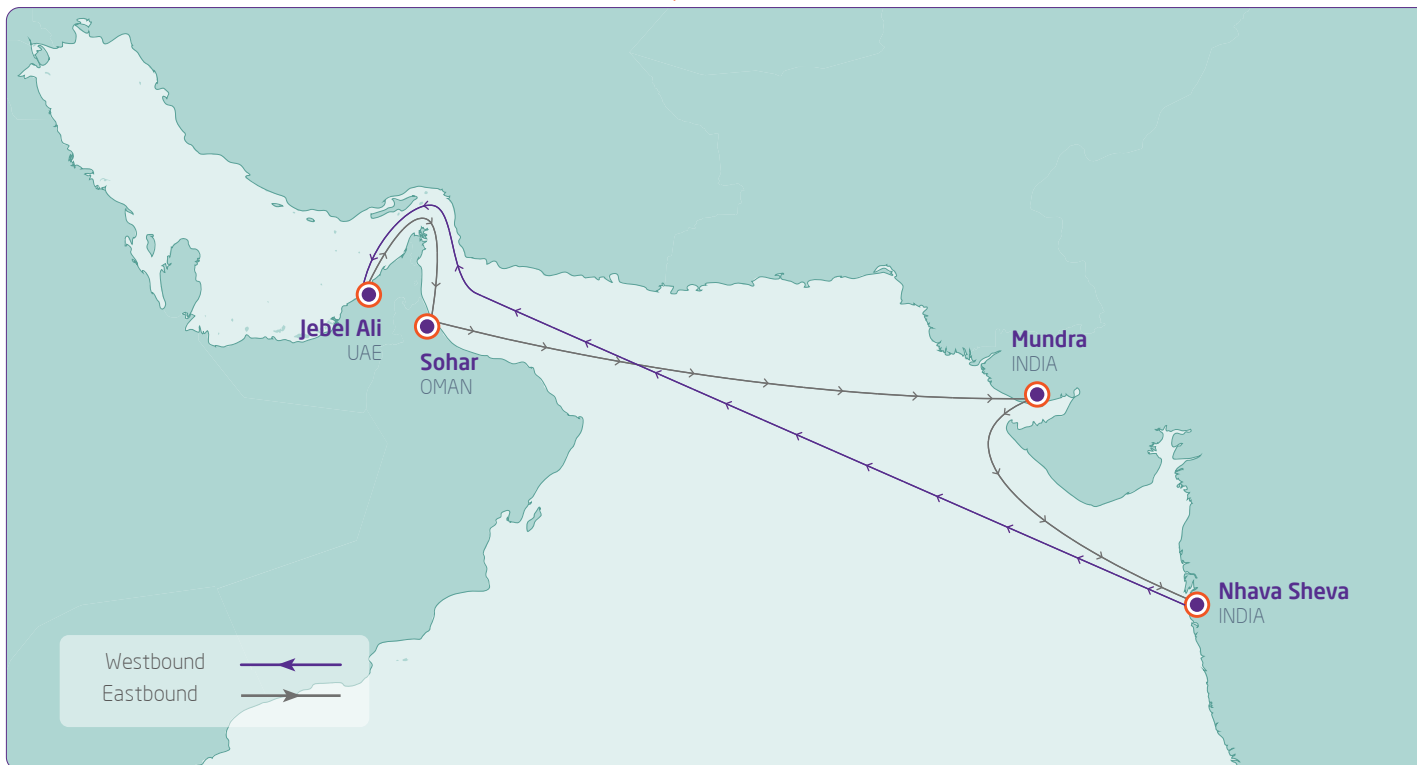 Jebel Ali
UAE
Sohar
OMAN
Mundra
INDIA
Nhava Sheva
INDIA
Westbound
Eastbound